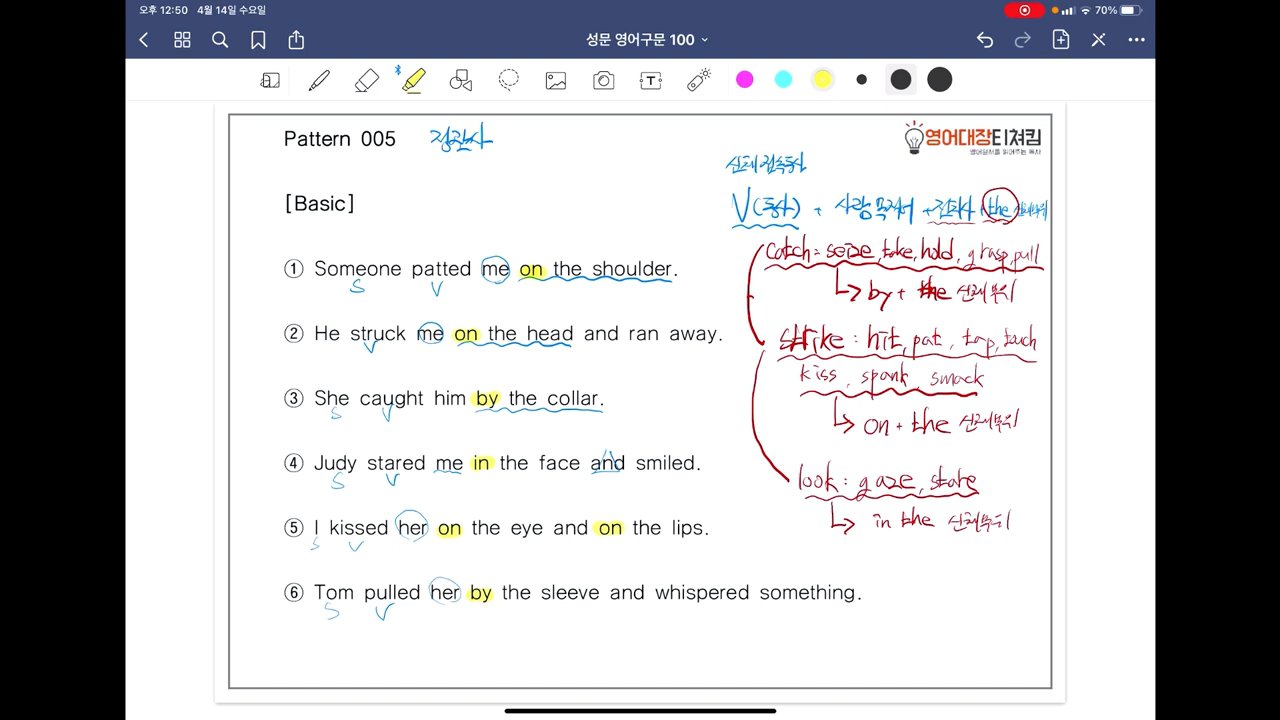 오후 12:50 4월 14일 수요일
70%
성문 영어구문 100
Pattern 005 정관사
영어대장티쳐킴
신체접속동사
[Basic]
V(동사) + 사람 목적어 + 전치사 + the 신체부위
catch = seize, take, hold, grasp, pull
① Someone patted me on the shoulder.
S V
by + the 신체부위
② He struck me on the head and ran away.
V
strike : hit, pat, tap, touch
kiss, spank, smack
③ She caught him by the collar.
S V
on + the 신체부위
④ Judy stared me in the face and smiled.
S V
look : gaze, stare
in the 신체부위
⑤ I kissed her on the eye and on the lips.
S V
⑥ Tom pulled her by the sleeve and whispered something.
S V